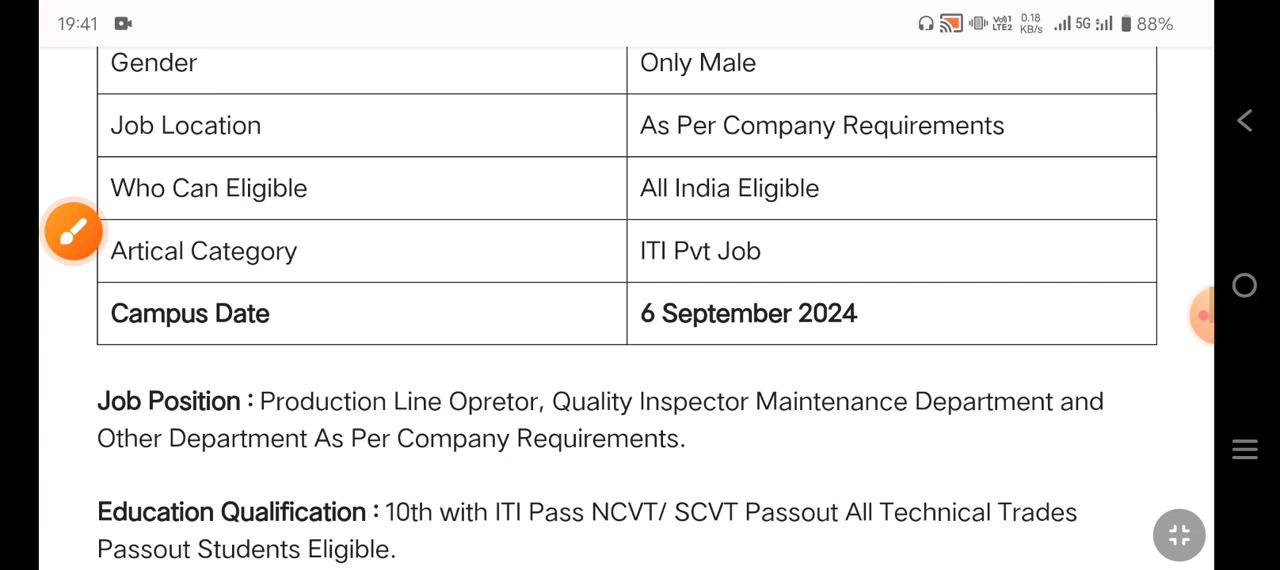 19:41
Vo)) 1 LTE2 0.18 KB/s 5G 88%
Gender Only Male
Job Location As Per Company Requirements
Who Can Eligible All India Eligible
Artical Category ITI Pvt Job
Campus Date 6 September 2024
Job Position : Production Line Opretor, Quality Inspector Maintenance Department and
Other Department As Per Company Requirements.
Education Qualification : 10th with ITI Pass NCVT/ SCVT Passout All Technical Trades
Passout Students Eligible.